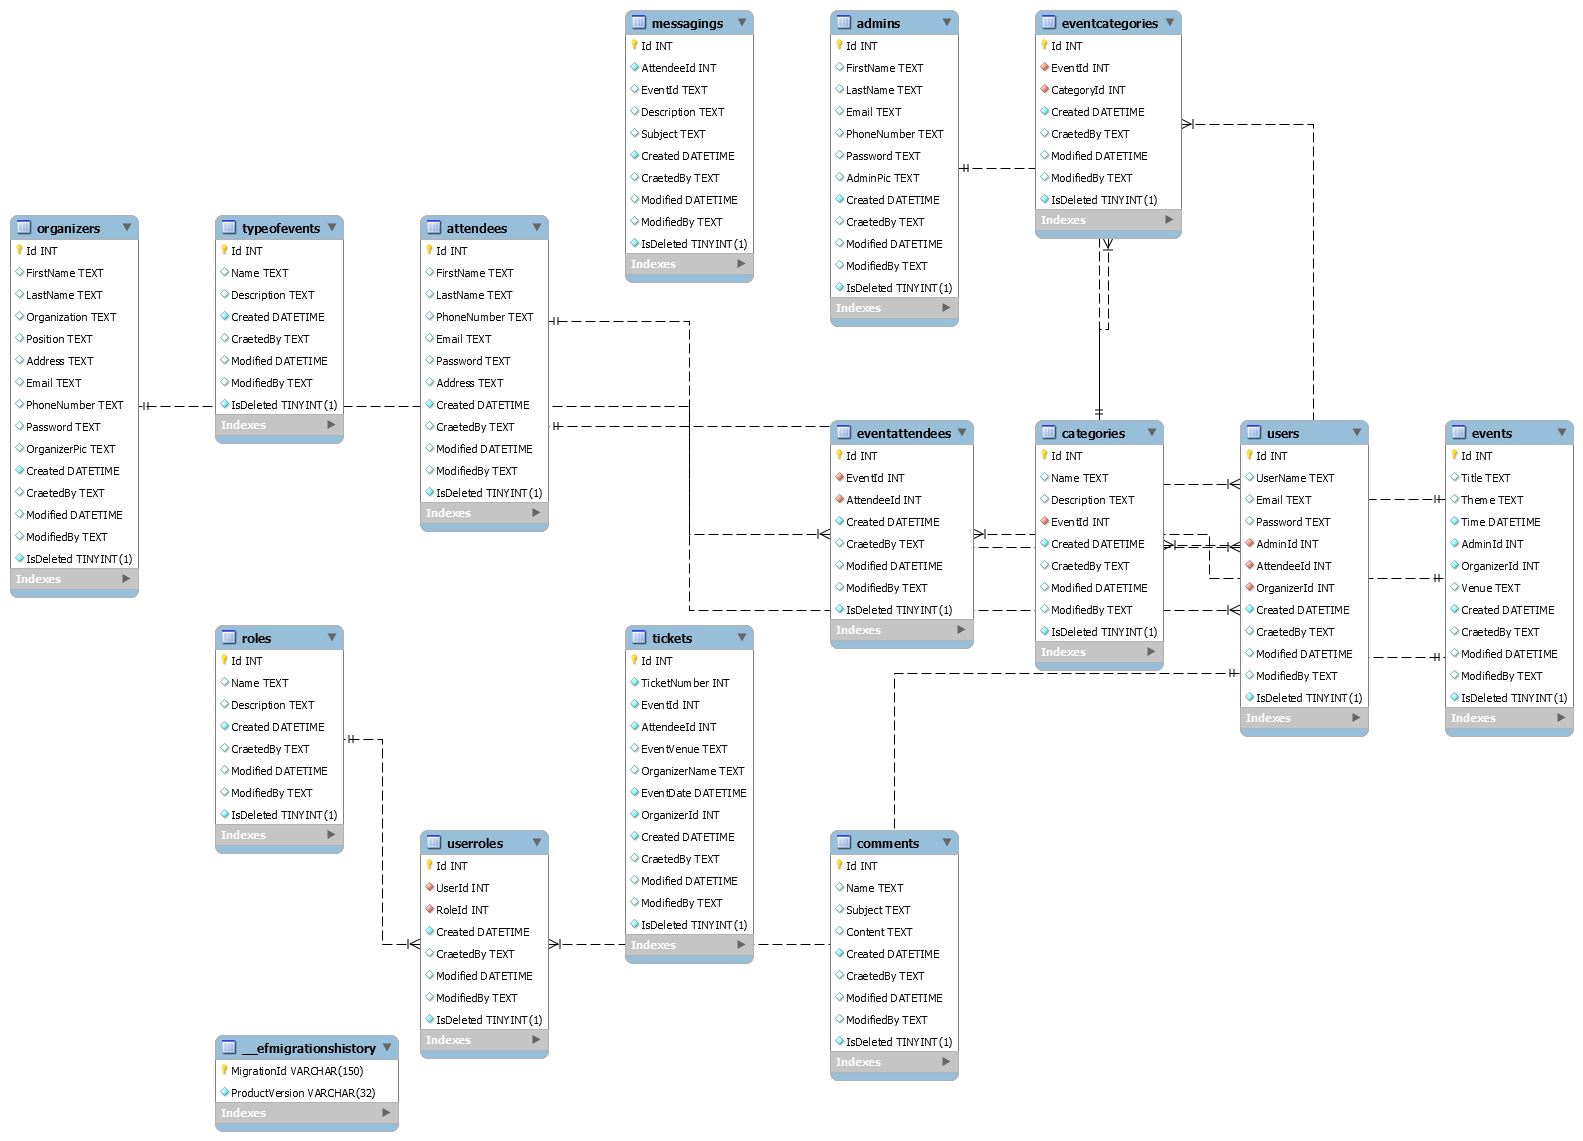 messagings
Id INT
AttendeeId INT
EventId TEXT
Description TEXT
Subject TEXT
Created DATETIME
CraetedBy TEXT
Modified DATETIME
ModifiedBy TEXT
IsDeleted TINYINT(1)
Indexes
admins
Id INT
FirstName TEXT
LastName TEXT
Email TEXT
PhoneNumber TEXT
Password TEXT
AdminPic TEXT
Created DATETIME
CraetedBy TEXT
Modified DATETIME
ModifiedBy TEXT
IsDeleted TINYINT(1)
Indexes
eventcategories
Id INT
EventId INT
CategoryId INT
Created DATETIME
CraetedBy TEXT
Modified DATETIME
ModifiedBy TEXT
IsDeleted TINYINT(1)
Indexes
organizers
Id INT
FirstName TEXT
LastName TEXT
Organization TEXT
Position TEXT
Address TEXT
Email TEXT
PhoneNumber TEXT
Password TEXT
OrganizerPic TEXT
Created DATETIME
CraetedBy TEXT
Modified DATETIME
ModifiedBy TEXT
IsDeleted TINYINT(1)
Indexes
typeofevents
Id INT
Name TEXT
Description TEXT
Created DATETIME
CraetedBy TEXT
Modified DATETIME
ModifiedBy TEXT
IsDeleted TINYINT(1)
Indexes
attendees
Id INT
FirstName TEXT
LastName TEXT
PhoneNumber TEXT
Email TEXT
Password TEXT
Address TEXT
Created DATETIME
CraetedBy TEXT
Modified DATETIME
ModifiedBy TEXT
IsDeleted TINYINT(1)
Indexes
eventattendees
Id INT
EventId INT
AttendeeId INT
Created DATETIME
CraetedBy TEXT
Modified DATETIME
ModifiedBy TEXT
IsDeleted TINYINT(1)
Indexes
categories
Id INT
Name TEXT
Description TEXT
EventId INT
Created DATETIME
CraetedBy TEXT
Modified DATETIME
ModifiedBy TEXT
IsDeleted TINYINT(1)
Indexes
users
Id INT
UserName TEXT
Email TEXT
Password TEXT
AdminId INT
AttendeeId INT
OrganizerId INT
Created DATETIME
CraetedBy TEXT
Modified DATETIME
ModifiedBy TEXT
IsDeleted TINYINT(1)
Indexes
events
Id INT
Title TEXT
Theme TEXT
Time DATETIME
AdminId INT
OrganizerId INT
Venue TEXT
Created DATETIME
CraetedBy TEXT
Modified DATETIME
ModifiedBy TEXT
IsDeleted TINYINT(1)
Indexes
roles
Id INT
Name TEXT
Description TEXT
Created DATETIME
CraetedBy TEXT
Modified DATETIME
ModifiedBy TEXT
IsDeleted TINYINT(1)
Indexes
tickets
Id INT
TicketNumber INT
EventId INT
AttendeeId INT
EventVenue TEXT
OrganizerName TEXT
EventDate DATETIME
OrganizerId INT
Created DATETIME
CraetedBy TEXT
Modified DATETIME
ModifiedBy TEXT
IsDeleted TINYINT(1)
Indexes
userroles
Id INT
UserId INT
RoleId INT
Created DATETIME
CraetedBy TEXT
Modified DATETIME
ModifiedBy TEXT
IsDeleted TINYINT(1)
Indexes
comments
Id INT
Name TEXT
Subject TEXT
Content TEXT
Created DATETIME
CraetedBy TEXT
Modified DATETIME
ModifiedBy TEXT
IsDeleted TINYINT(1)
Indexes
__efmigrationshistory
MigrationId VARCHAR(150)
ProductVersion VARCHAR(32)
Indexes